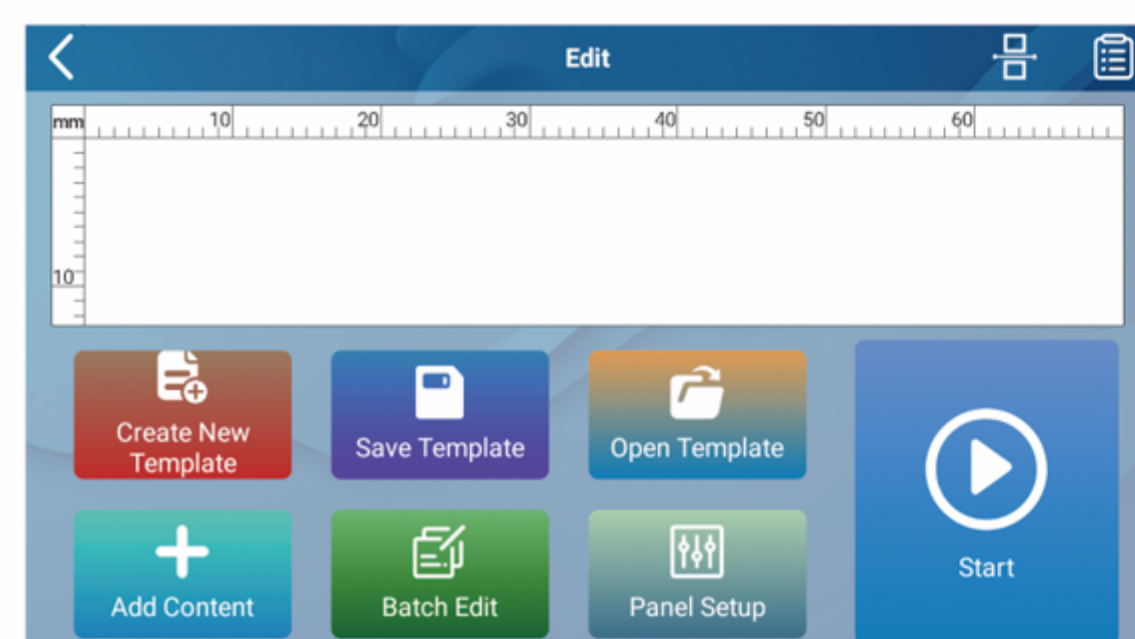 Edit
mm 10 20 30 40 50 60
10
Create New
Template
Save Template
Open Template
Add Content
Batch Edit
Panel Setup
Start